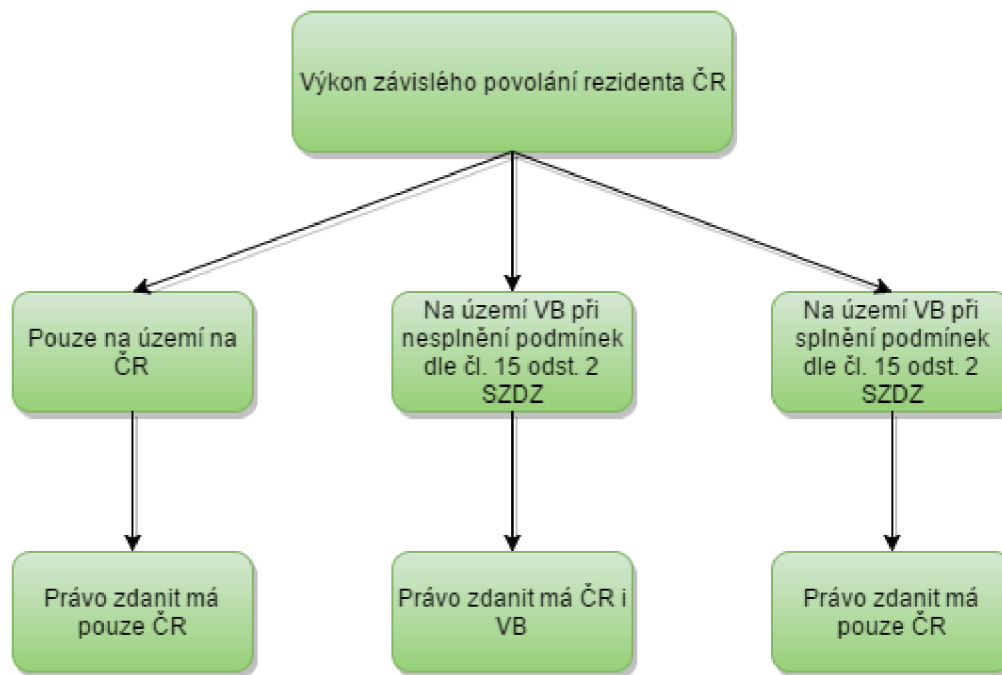 Výkon závislého povolání rezidenta ČR
Pouze na území na
ČR
Na území VB při
nesplnění podmínek
dle čl. 15 odst. 2
SZDZ
Na území VB při
splnění podmínek
dle čl. 15 odst. 2
SZDZ
Právo zdanit má
pouze ČR
Právo zdanit má ČR i
VB
Právo zdanit má
pouze ČR